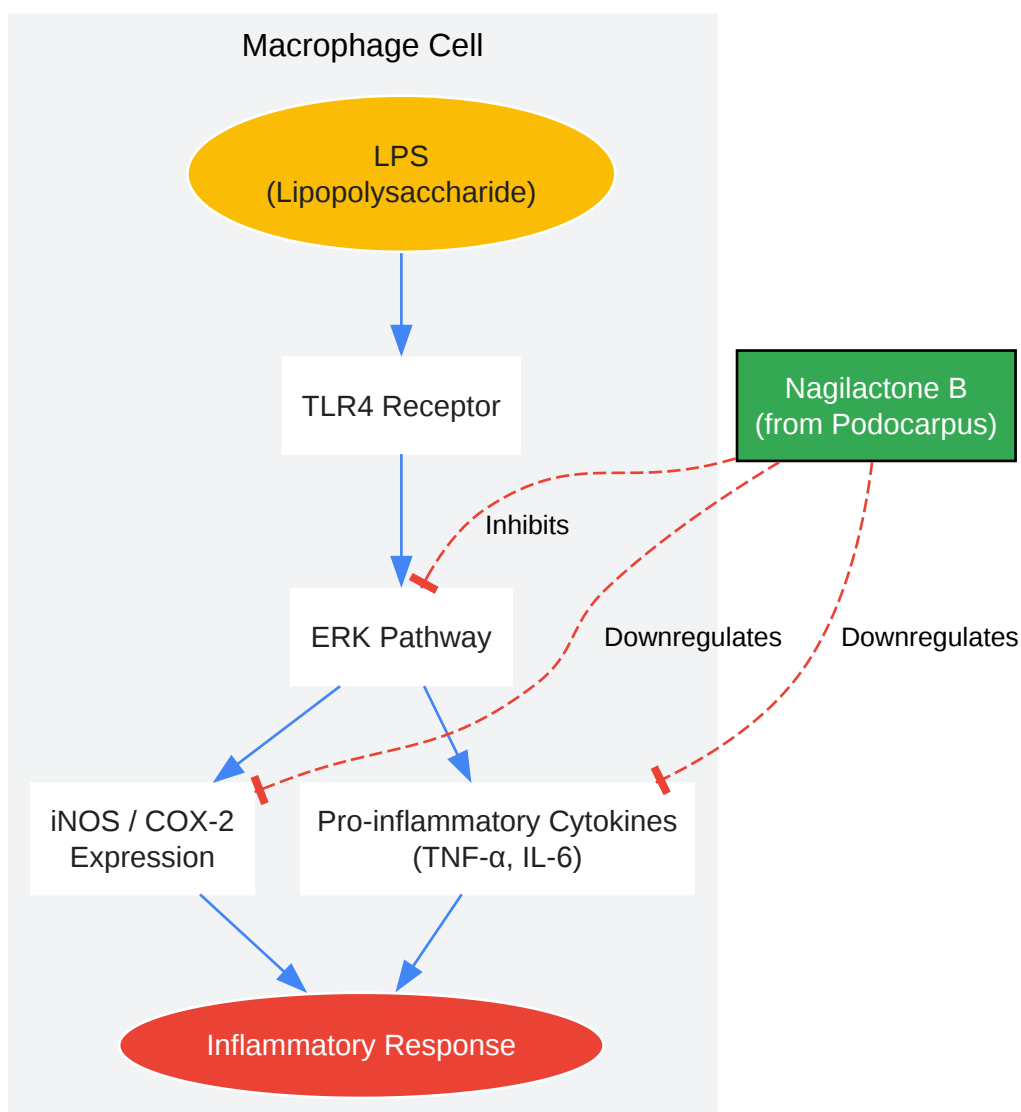 Macrophage Cell
LPS
(Lipopolysaccharide)
TLR4 Receptor
Nagilactone B
(from Podocarpus)
Inhibits
ERK Pathway
Downregulates
Downregulates
iNOS / COX-2
Expression
Pro-inflammatory Cytokines
(TNF-α, IL-6)
Inflammatory Response